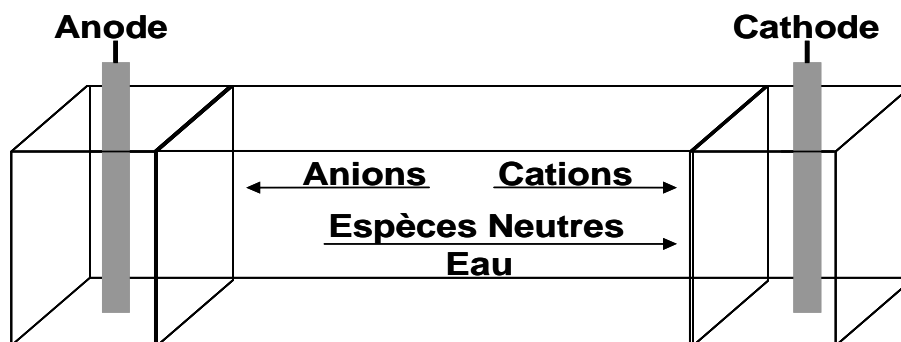 Anode
Cathode
Anions
Cations
Espèces Neutres
Eau